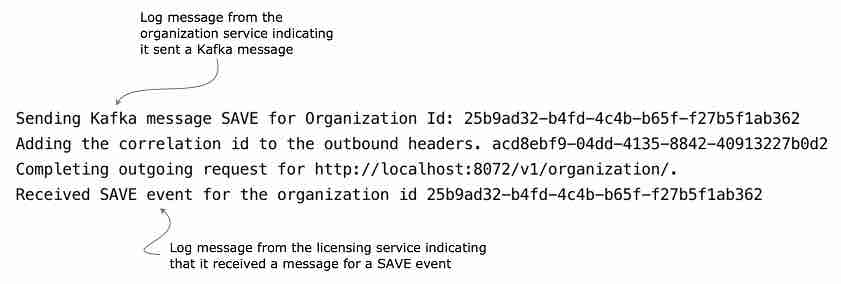 Log message from the
organization service indicating
it sent a Kafka message
Sending Kafka message SAVE for Organization Id: 25b9ad32-b4fd-4c4b-b65f-f27b5f1ab362
Adding the correlation id to the outbound headers. acd8ebf9-04dd-4135-8842-40913227b0d2
Completing outgoing request for http://localhost:8072/v1/organization/.
Received SAVE event for the organization id 25b9ad32-b4fd-4c4b-b65f-f27b5f1ab362
Log message from the licensing service indicating
that it received a message for a SAVE event